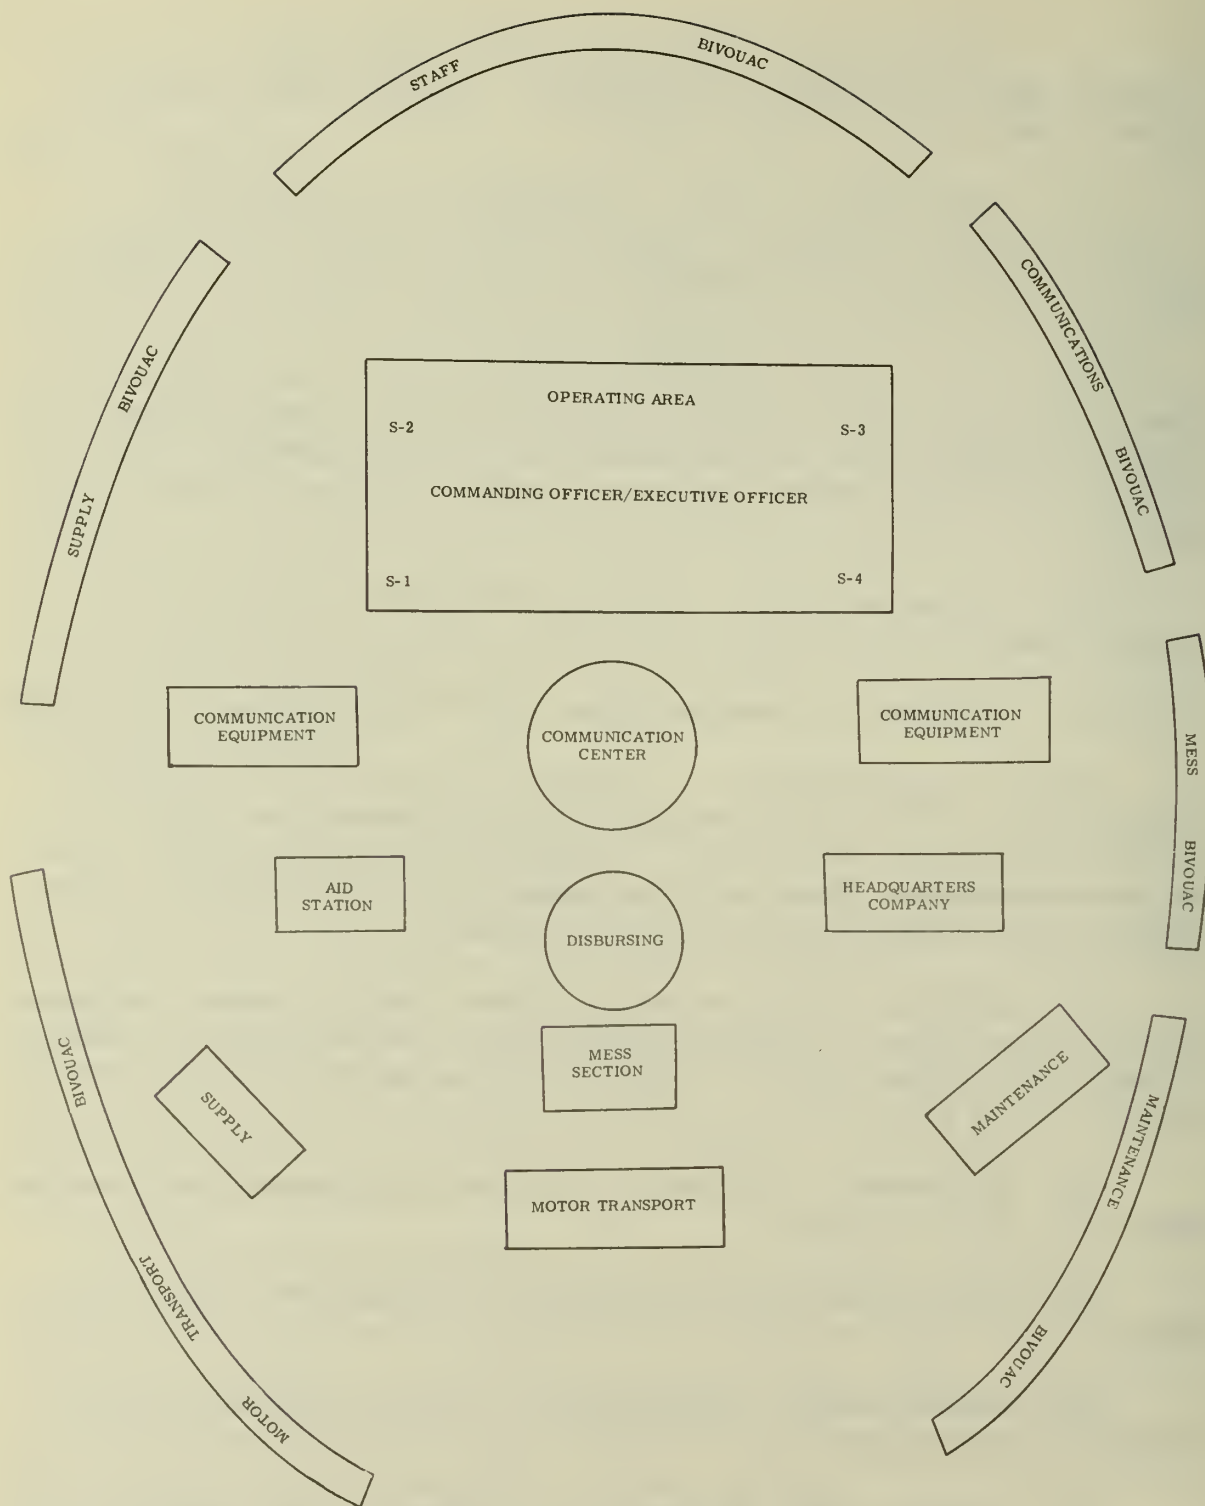 STAFF BIVOUAC
COMMUNICATIONS BIVOUAC
SUPPLY BIVOUAC
OPERATING AREA
S-2
S-3
COMMANDING OFFICER/EXECUTIVE OFFICER
S-1
S-4
COMMUNICATION
EQUIPMENT
COMMUNICATION
CENTER
COMMUNICATION
EQUIPMENT
MESS BIVOUAC
AID
STATION
DISBURSING
HEADQUARTERS
COMPANY
MESS
SECTION
SUPPLY
MAINTENANCE
MOTOR TRANSPORT
MOTOR TRANSPORT BIVOUAC
MAINTENANCE BIVOUAC